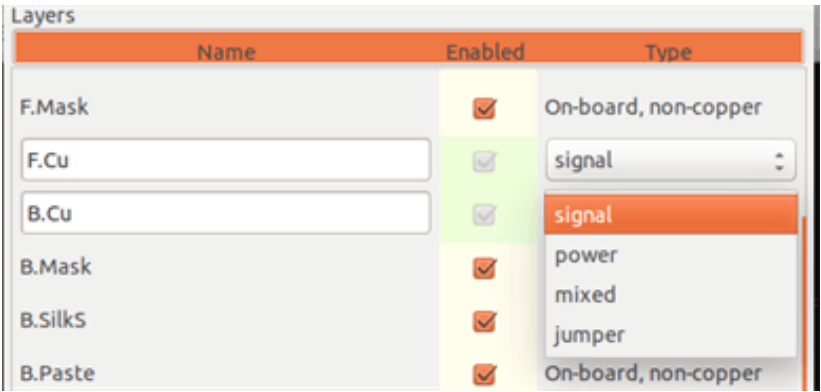 Layers
Name Enabled Type
F.Mask On-board, non-copper
F.Cu signal
B.Cu signal
power
B.Mask mixed
B.SilkS jumper
B.Paste On-board, non-copper